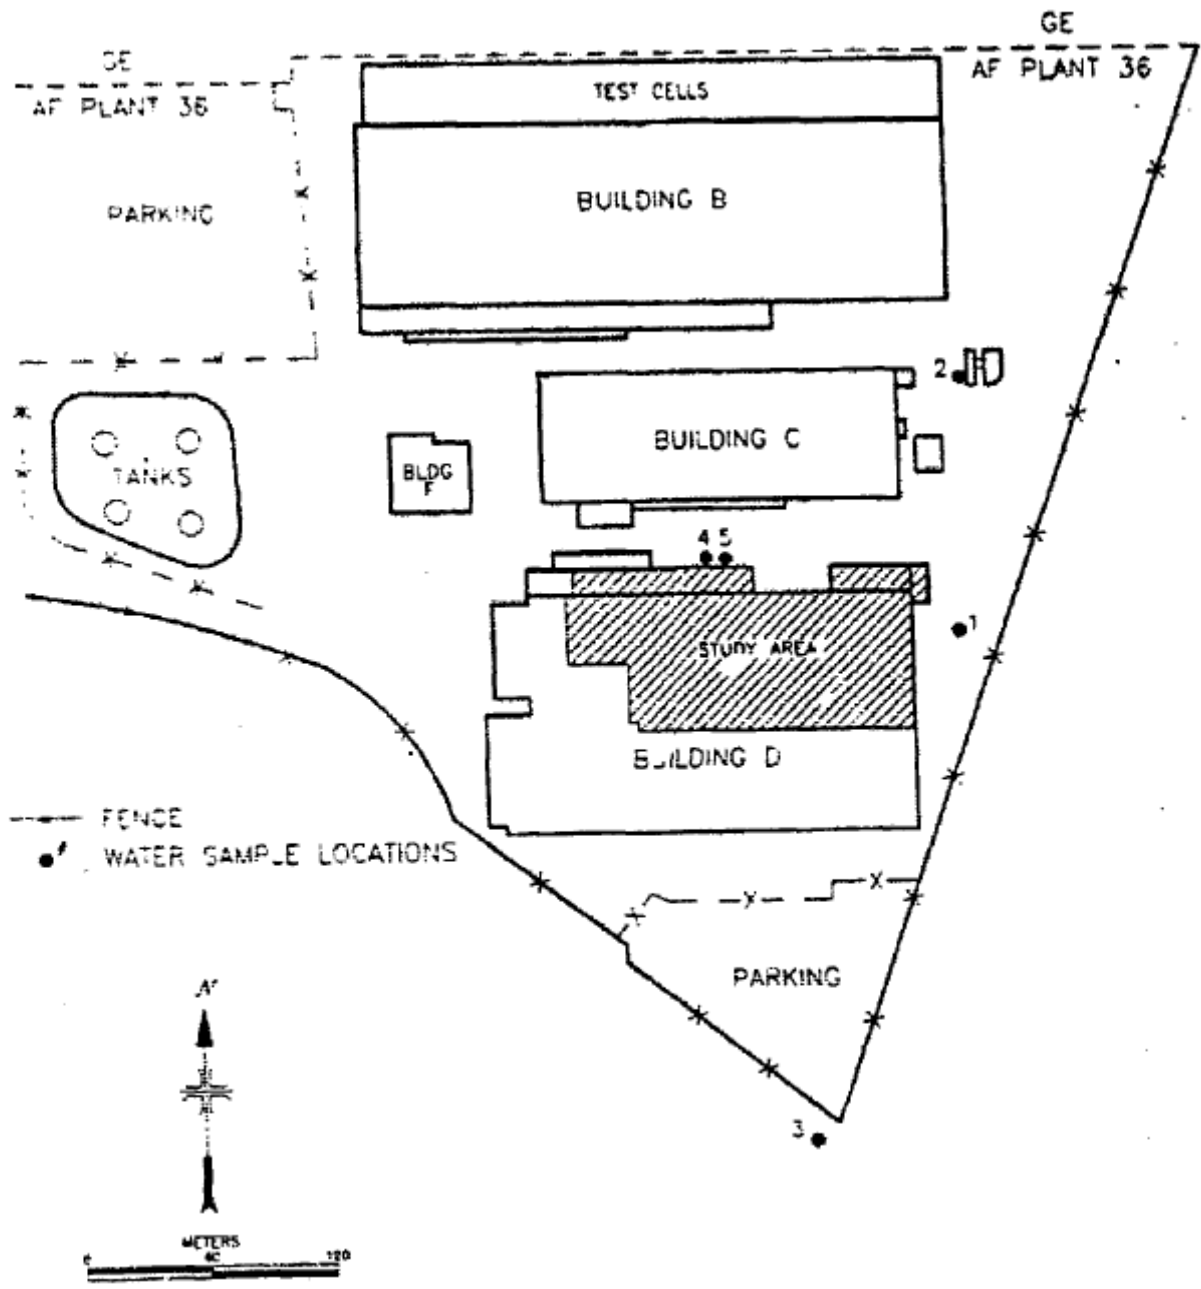 GE
GE
AF PLANT 36
AF PLANT 36
TEST CELLS
PARKING
BUILDING B
2
BUILDING C
TANKS
BLDG
F
4 5
1
STUDY AREA
BUILDING D
FENCE
WATER SAMPLE LOCATIONS
PARKING
3
METERS
120